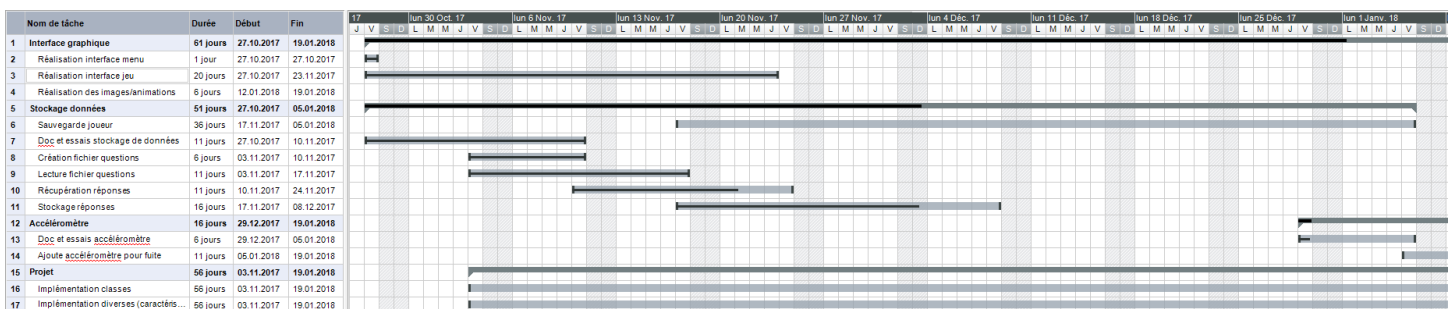 Nom de tâche Durée Début Fin
17 lun 30 Oct. 17 lun 6 Nov. 17 lun 13 Nov. 17 lun 20 Nov. 17 lun 27 Nov. 17 lun 4 Déc. 17 lun 11 Déc. 17 lun 18 Déc. 17 lun 25 Déc. 17 lun 1 Janv. 18
J V S D L M M J V S D L M M J V S D L M M J V S D L M M J V S D L M M J V S D L M M J V S D L M M J V S D L M M J V S D L M M J V S D L M M J V S D
1 Interface graphique 61 jours 27.10.2017 19.01.2018
2 Réalisation interface menu 1 jour 27.10.2017 27.10.2017
3 Réalisation interface jeu 20 jours 27.10.2017 23.11.2017
4 Réalisation des images/animations 6 jours 12.01.2018 19.01.2018
5 Stockage données 51 jours 27.10.2017 05.01.2018
6 Sauvegarde joueur 36 jours 17.11.2017 05.01.2018
7 Doc et essais stockage de données 11 jours 27.10.2017 10.11.2017
8 Création fichier questions 6 jours 03.11.2017 10.11.2017
9 Lecture fichier questions 11 jours 03.11.2017 17.11.2017
10 Récupération réponses 11 jours 10.11.2017 24.11.2017
11 Stockage réponses 16 jours 17.11.2017 08.12.2017
12 Accéléromètre 16 jours 29.12.2017 19.01.2018
13 Doc et essais accéléromètre 6 jours 29.12.2017 05.01.2018
14 Ajoute accéléromètre pour fuite 11 jours 05.01.2018 19.01.2018
15 Projet 56 jours 03.11.2017 19.01.2018
16 Implémentation classes 56 jours 03.11.2017 19.01.2018
17 Implémentation diverses (caractéris... 56 jours 03.11.2017 19.01.2018